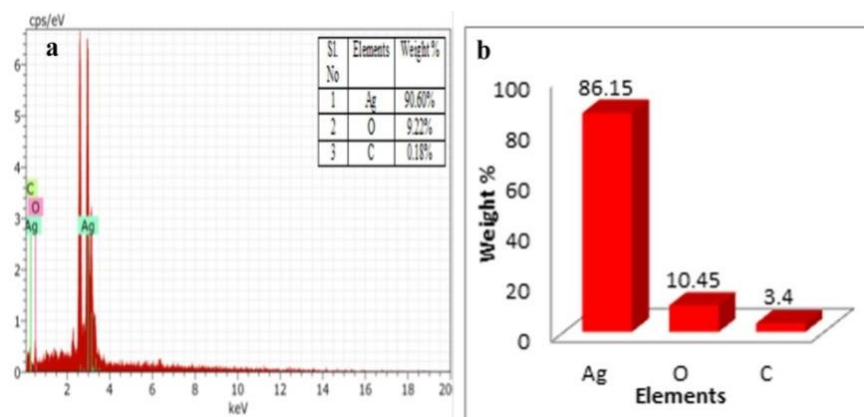 cps/eV
a
S1. No Elements Weight %
1 Ag 90.60%
2 O 9.22%
3 C 0.18%
6
5
4
3
2
1
0
C
O
Ag
Ag
2 4 6 8 10 12 14 16 18 20
keV
b
100
80
60
40
20
0
Weight %
86.15
10.45
3.4
Ag O C
Elements